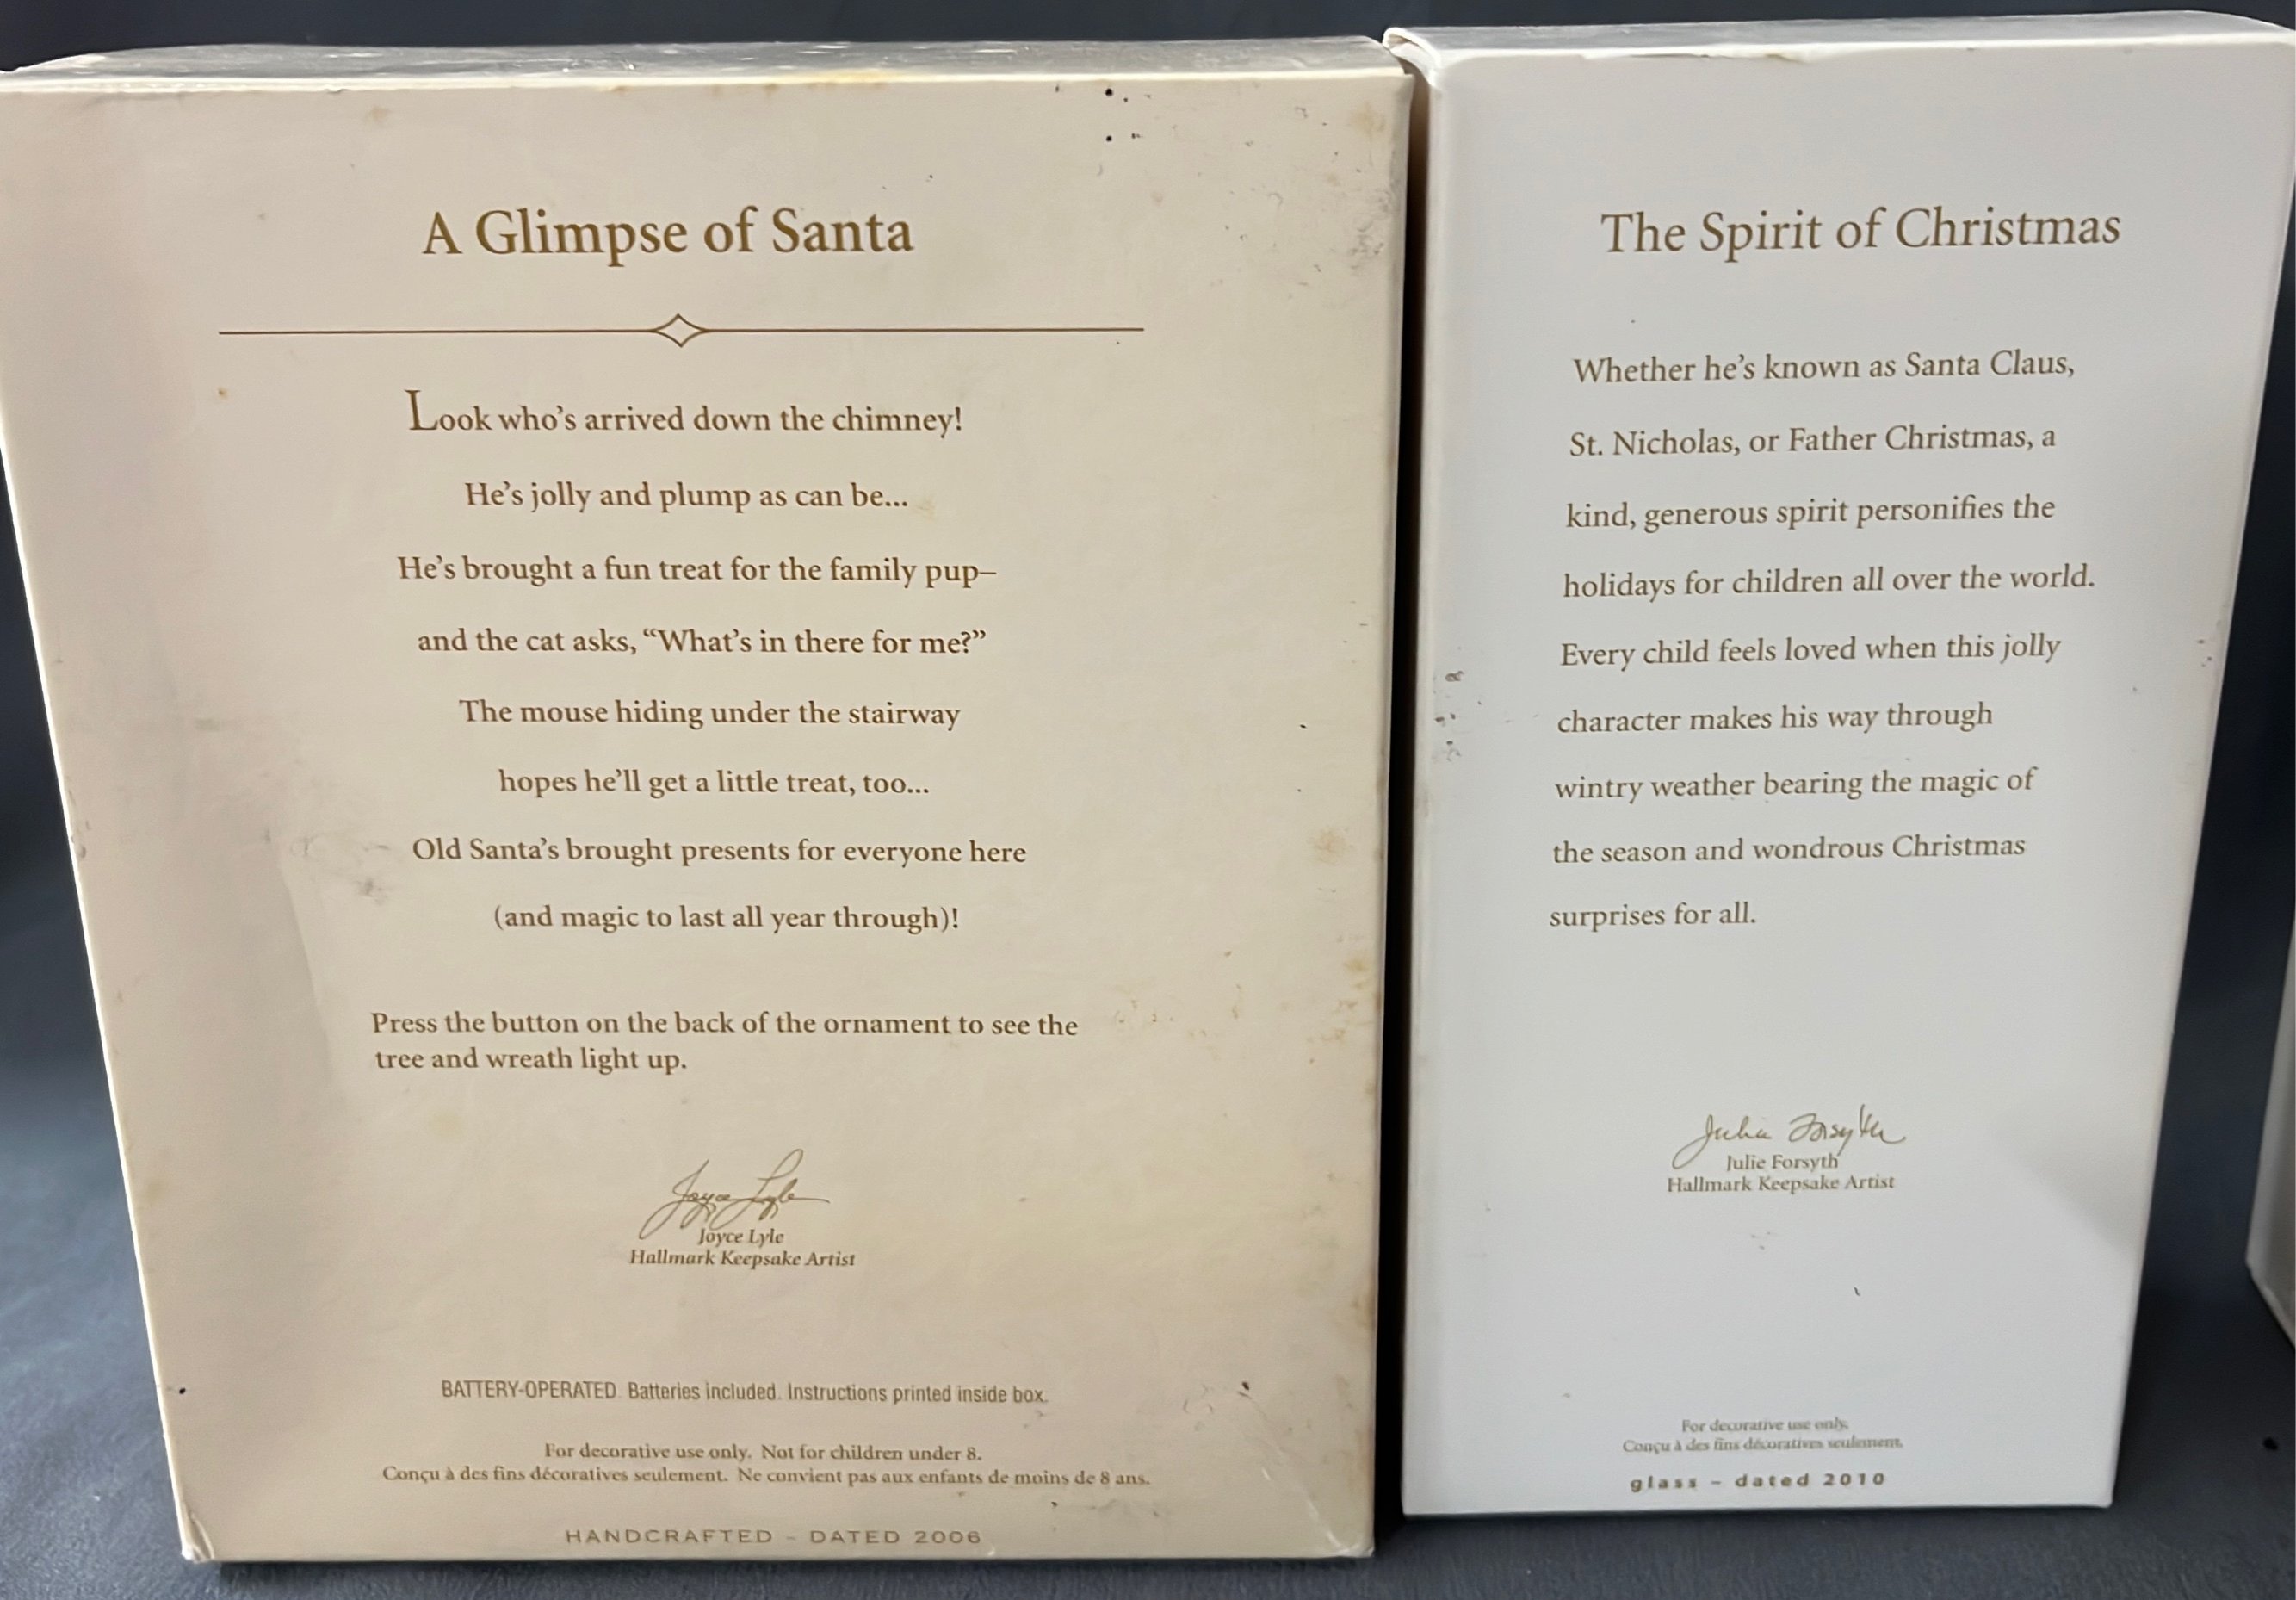 A Glimpse of Santa
Look who's arrived down the chimney!
He's jolly and plump as can be...
He's brought a fun treat for the family pup–
and the cat asks, “What's in there for me?”
The mouse hiding under the stairway
hopes he'll get a little treat, too...
Old Santa's brought presents for everyone here
(and magic to last all year through)!
Press the button on the back of the ornament to see the
tree and wreath light up.
Joyce Lyle
Joyce Lyle
Hallmark Keepsake Artist
BATTERY-OPERATED. Batteries included. Instructions printed inside box.
For decorative use only. Not for children under 8.
Conçu à des fins décoratives seulement. Ne convient pas aux enfants de moins de 8 ans.
HANDCRAFTED – DATED 2006
The Spirit of Christmas
Whether he's known as Santa Claus,
St. Nicholas, or Father Christmas, a
kind, generous spirit personifies the
holidays for children all over the world.
Every child feels loved when this jolly
character makes his way through
wintry weather bearing the magic of
the season and wondrous Christmas
surprises for all.
Julie Forsyth
Julie Forsyth
Hallmark Keepsake Artist
For decorative use only.
Conçu à des fins décoratives seulement.
glass – dated 2010